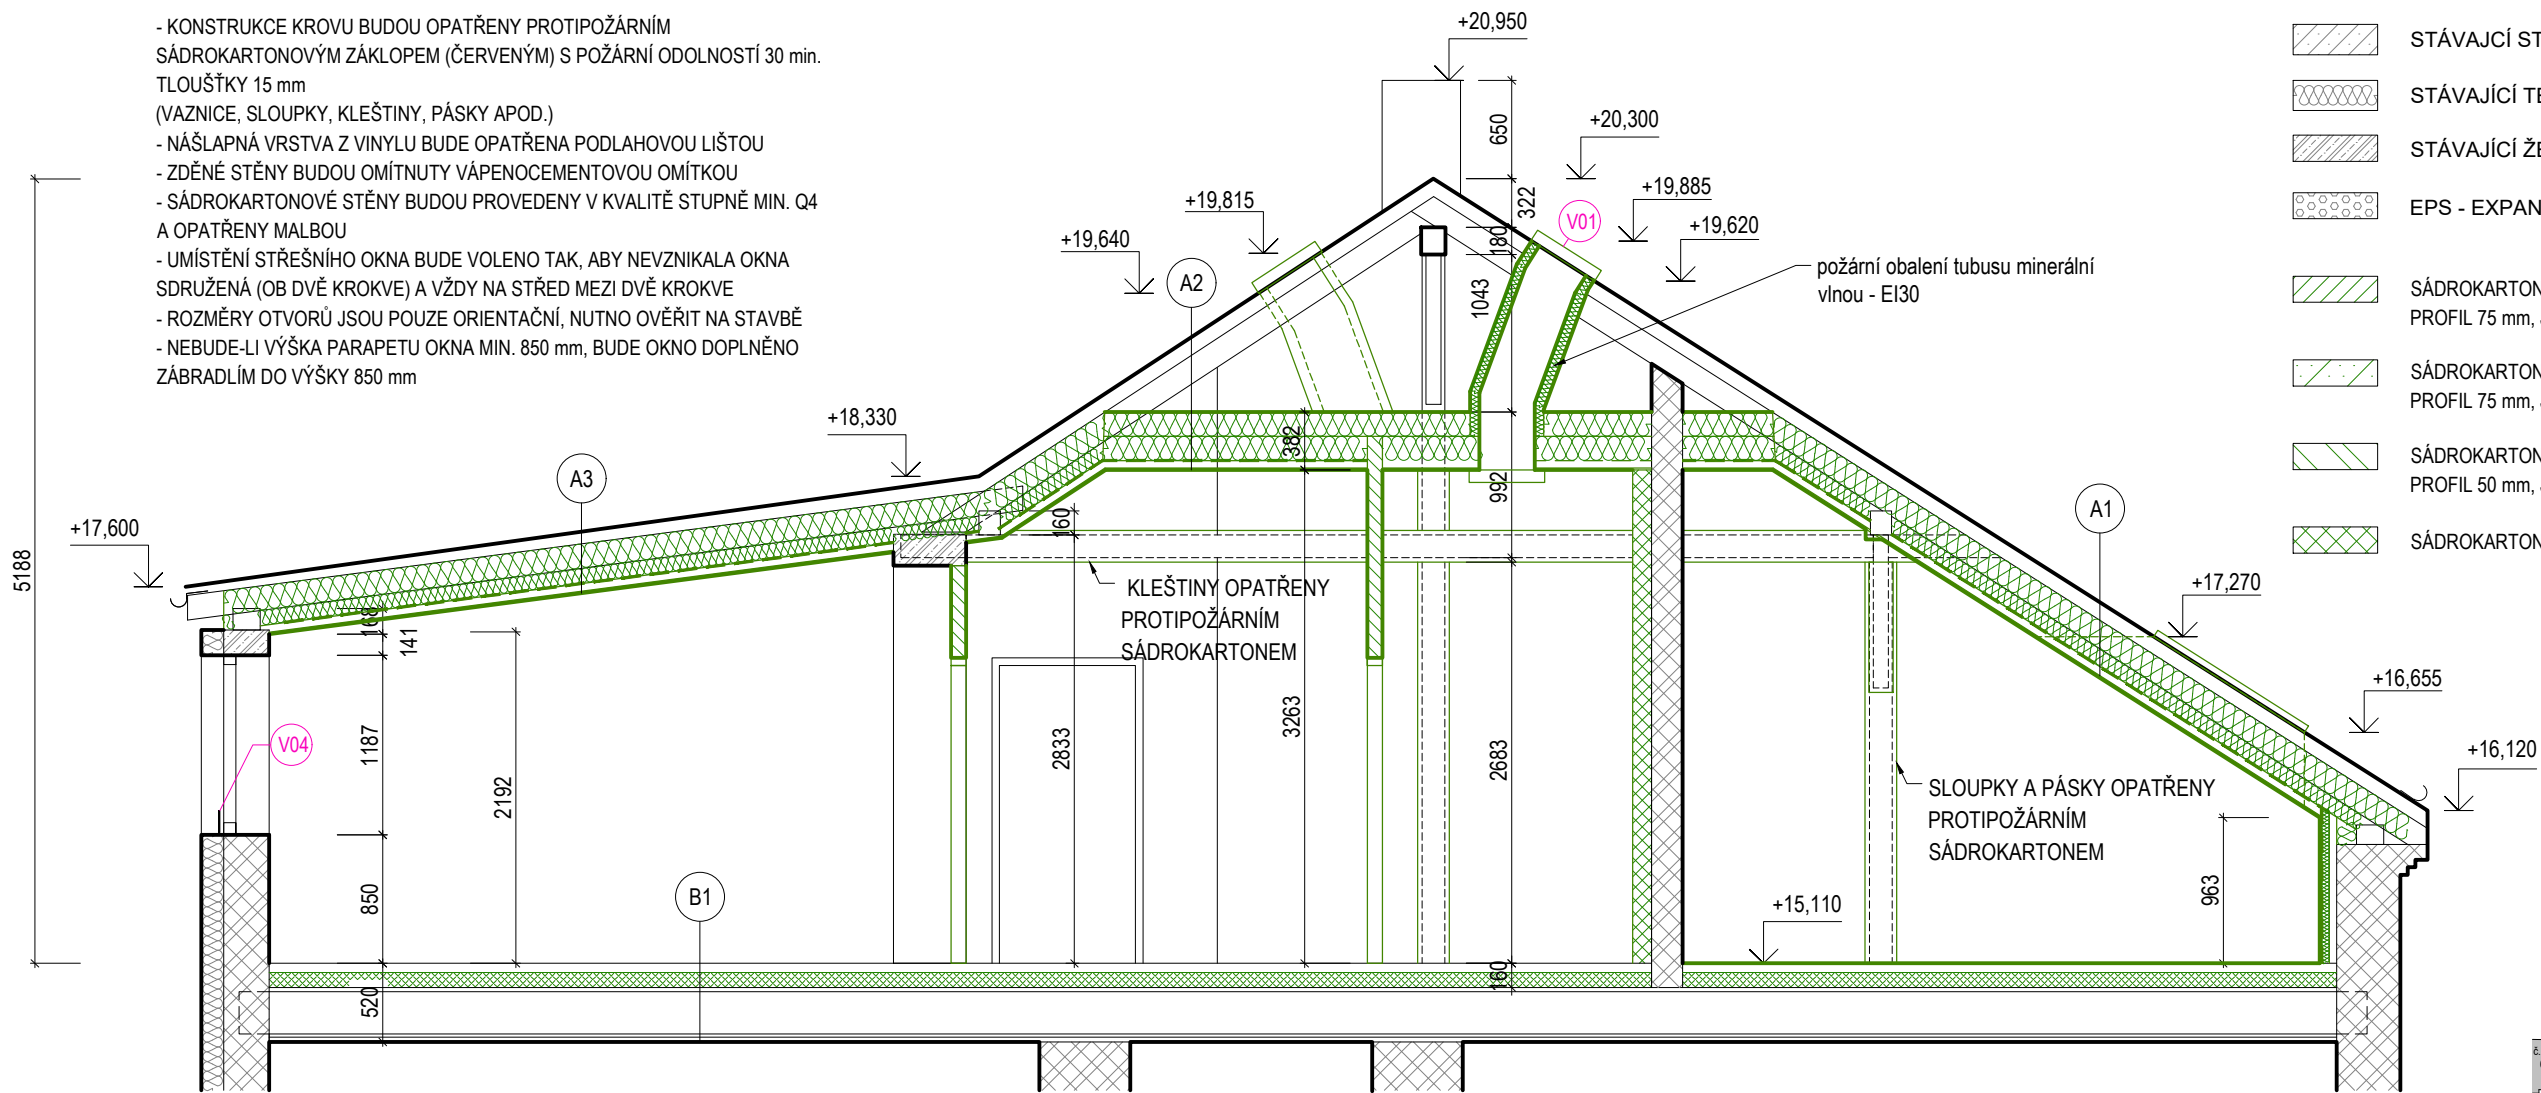 - KONSTRUKCE KROVU BUDOU OPATŘENY PROTIPOŽÁRNÍM
SÁDROKARTONOVÝM ZÁKLOPEM (ČERVENÝM) S POŽÁRNÍ ODOLNOSTÍ 30 min.
TLOUŠŤKY 15 mm
(VAZNICE, SLOUPKY, KLEŠTINY, PÁSKY APOD.)
- NÁŠLAPNÁ VRSTVA Z VINYLU BUDE OPATŘENA PODLAHOVOU LIŠTOU
- ZDĚNÉ STĚNY BUDOU OMÍTNUTY VÁPENOCEMENTOVOU OMÍTKOU
- SÁDROKARTONOVÉ STĚNY BUDOU PROVEDENY V KVALITĚ STUPNĚ MIN. Q4
A OPATŘENY MALBOU
- UMÍSTĚNÍ STŘEŠNÍHO OKNA BUDE VOLENO TAK, ABY NEVZNIKALA OKNA
SDRUŽENÁ (OB DVĚ KROKVE) A VŽDY NA STŘED MEZI DVĚ KROKVE
- ROZMĚRY OTVORŮ JSOU POUZE ORIENTAČNÍ, NUTNO OVĚŘIT NA STAVBĚ
- NEBUDE-LI VÝŠKA PARAPETU OKNA MIN. 850 mm, BUDE OKNO DOPLNĚNO
ZÁBRADLÍM DO VÝŠKY 850 mm
+20,950
650
+20,300
322
+19,885
V01
+19,815
+19,620
+19,640
180
A2
1043
požární obalení tubusu minerální
vlnou - EI30
+18,330
382
A3
992
A1
160
+17,600
5188
KLEŠTINY OPATŘENY
PROTIPOŽÁRNÍM
SÁDROKARTONEM
+17,270
168
141
+16,655
V04
1187
2192
2833
3263
2683
+16,120
SLOUPKY A PÁSKY OPATŘENY
PROTIPOŽÁRNÍM
SÁDROKARTONEM
850
B1
963
+15,110
160
520
STÁVAJCÍ ST
STÁVAJÍCÍ TE
STÁVAJÍCÍ ŽE
EPS - EXPAN
SÁDROKARTON
PROFIL 75 mm,
SÁDROKARTON
PROFIL 75 mm,
SÁDROKARTON
PROFIL 50 mm,
SÁDROKARTON